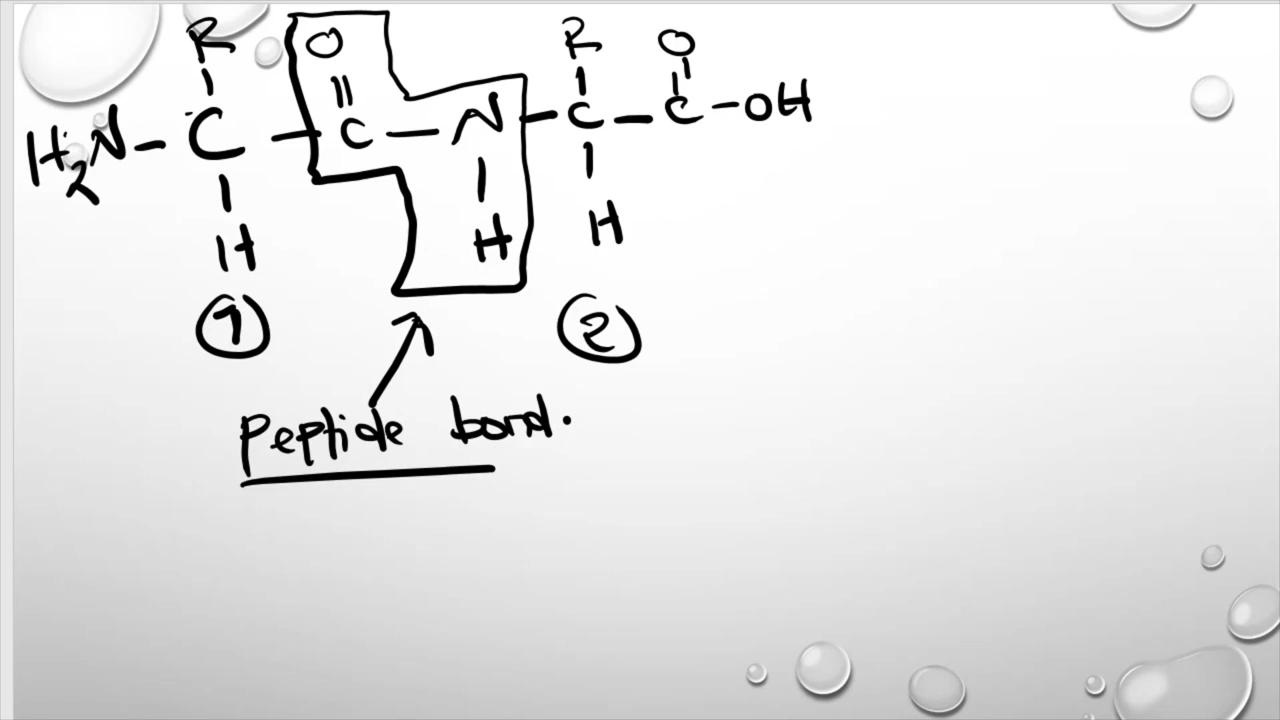 R O R O
H2N - C - C - N - C - C - OH
H H H
1 2
Peptide bond.